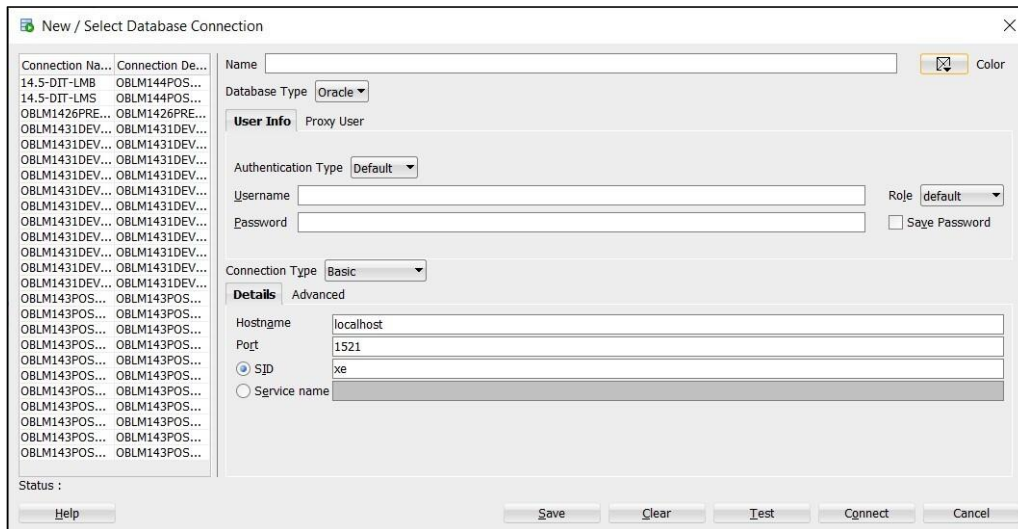 New / Select Database Connection
Connection Na... Connection De...
14.5-DIT-LMB OBLM144POS...
14.5-DIT-LMS OBLM144POS...
OBLM1426PRE... OBLM1426PRE...
OBLM1431DEV... OBLM1431DEV...
OBLM1431DEV... OBLM1431DEV...
OBLM1431DEV... OBLM1431DEV...
OBLM1431DEV... OBLM1431DEV...
OBLM1431DEV... OBLM1431DEV...
OBLM1431DEV... OBLM1431DEV...
OBLM1431DEV... OBLM1431DEV...
OBLM1431DEV... OBLM1431DEV...
OBLM1431DEV... OBLM1431DEV...
OBLM1431DEV... OBLM1431DEV...
OBLM1431DEV... OBLM1431DEV...
OBLM143POS... OBLM143POS...
OBLM143POS... OBLM143POS...
OBLM143POS... OBLM143POS...
OBLM143POS... OBLM143POS...
OBLM143POS... OBLM143POS...
OBLM143POS... OBLM143POS...
OBLM143POS... OBLM143POS...
OBLM143POS... OBLM143POS...
OBLM143POS... OBLM143POS...
OBLM143POS... OBLM143POS...
OBLM143POS... OBLM143POS...
Name Color
Database Type Oracle
User Info Proxy User
Authentication Type Default
Username Role default
Password Save Password
Connection Type Basic
Details Advanced
Hostname localhost
Port 1521
SID xe
Service name
Status :
Help Save Clear Test Connect Cancel